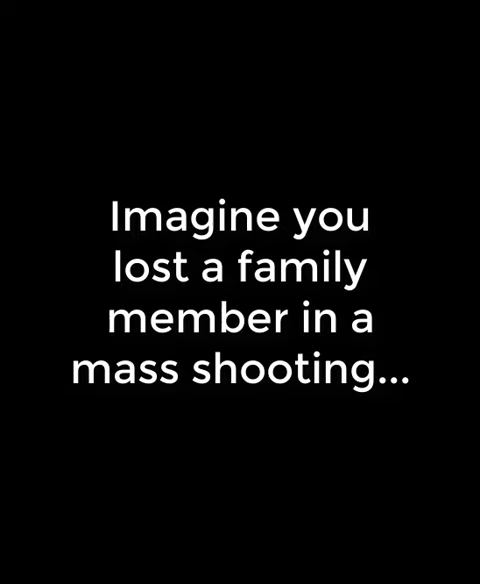 Imagine you
lost a family
member in a
mass shooting...